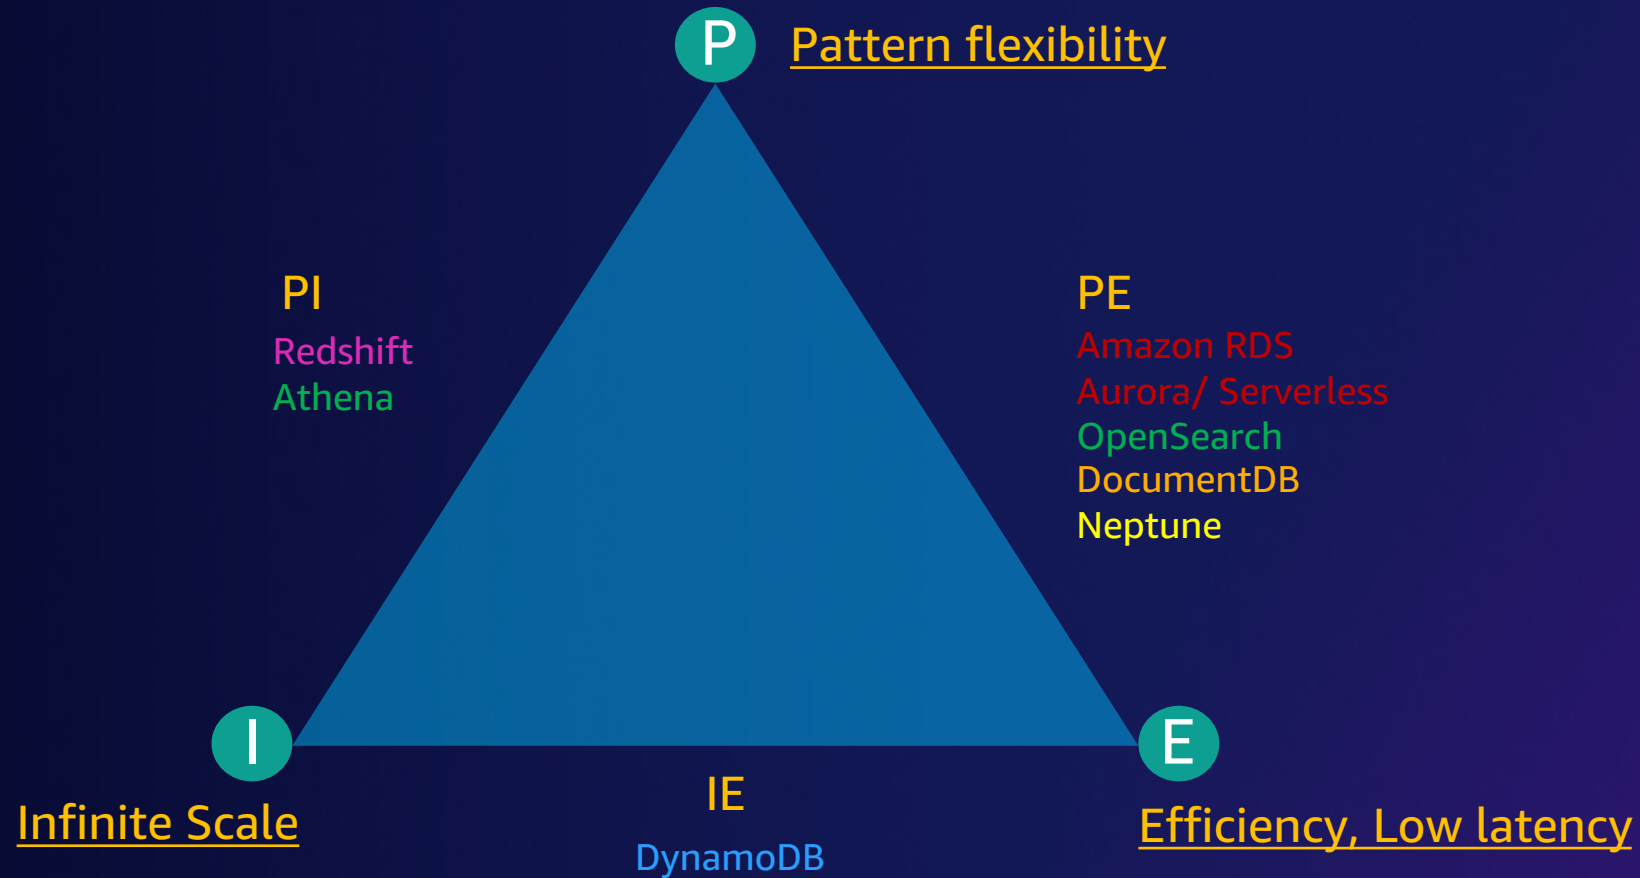 P
Pattern flexibility
PI
Redshift
Athena
PE
Amazon RDS
Aurora/ Serverless
OpenSearch
DocumentDB
Neptune
I
Infinite Scale
IE
DynamoDB
E
Efficiency, Low latency